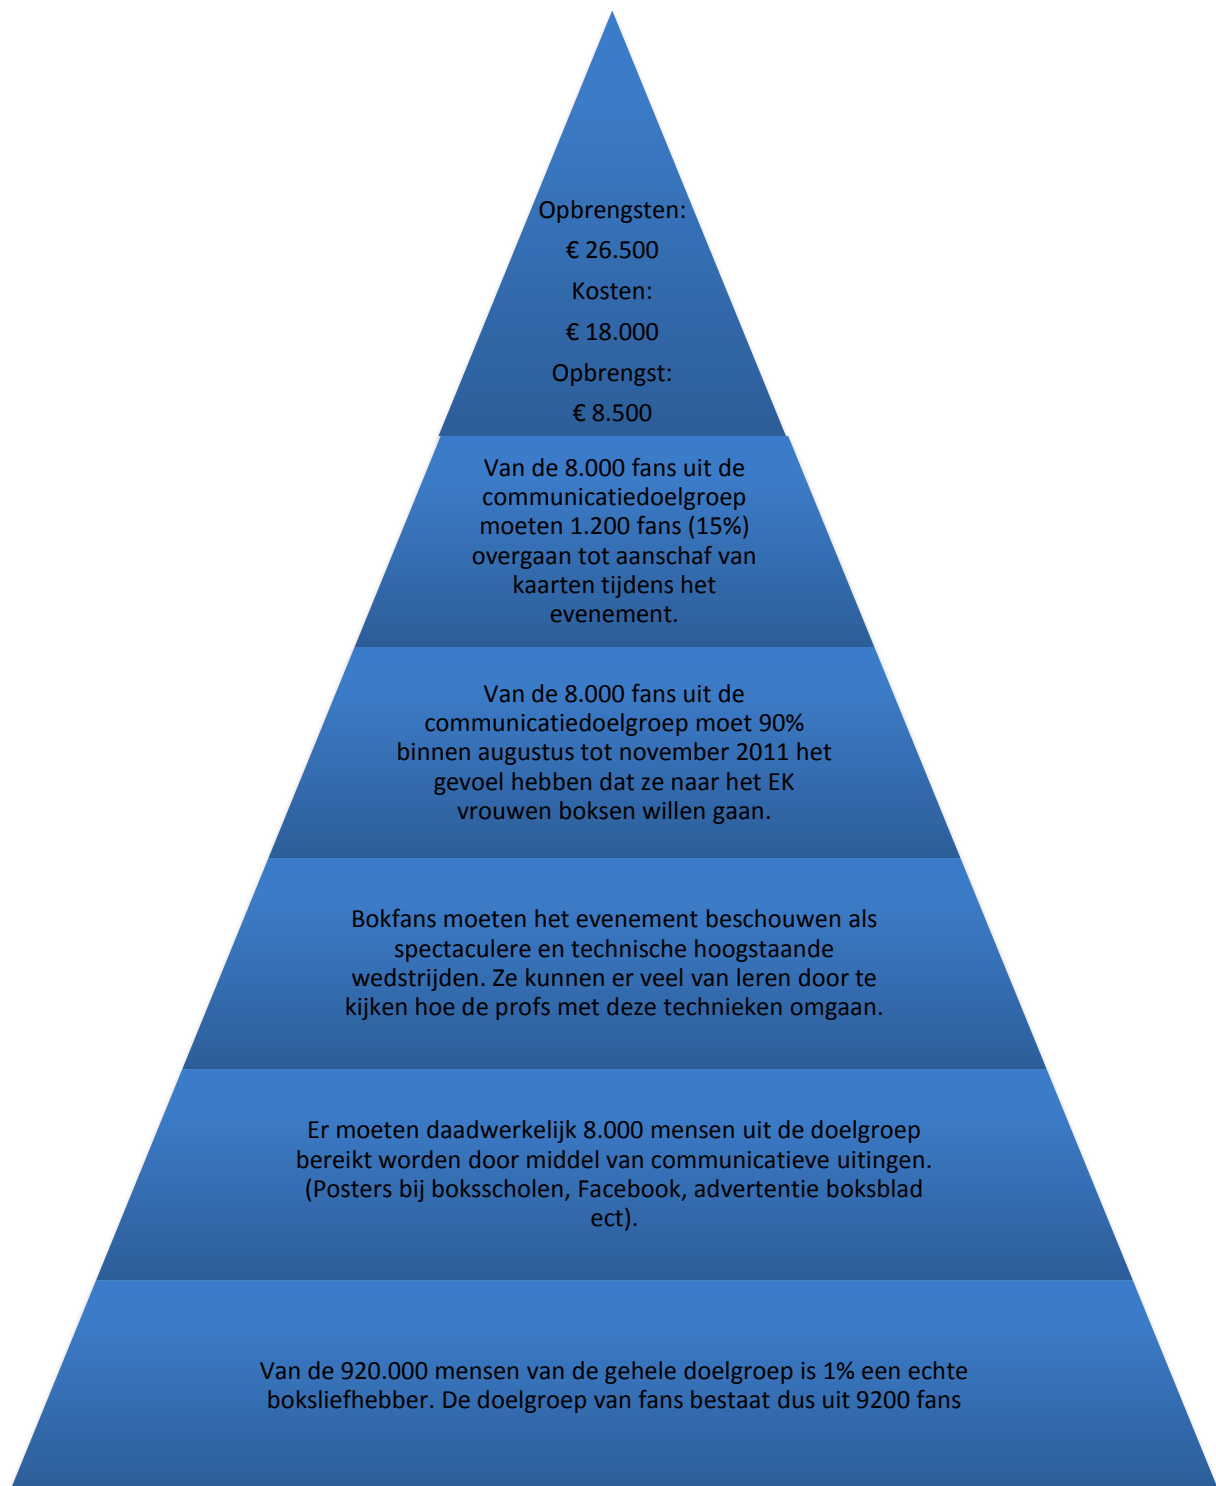 Opbrengsten:
€ 26.500
Kosten:
€ 18.000
Opbrengst:
€ 8.500
Van de 8.000 fans uit de
communicatiedoelgroep
moeten 1.200 fans (15%)
overgaan tot aanschaf van
kaarten tijdens het
evenement.
Van de 8.000 fans uit de
communicatiedoelgroep moet 90%
binnen augustus tot november 2011 het
gevoel hebben dat ze naar het EK
vrouwen boksen willen gaan.
Bokfans moeten het evenement beschouwen als
spectaculere en technische hoogstaande
wedstrijden. Ze kunnen er veel van leren door te
kijken hoe de profs met deze technieken omgaan.
Er moeten daadwerkelijk 8.000 mensen uit de doelgroep
bereikt worden door middel van communicatieve uitingen.
(Posters bij boksscholen, Facebook, advertentie boksblad
ect).
Van de 920.000 mensen van de gehele doelgroep is 1% een echte
boksliefhebber. De doelgroep van fans bestaat dus uit 9200 fans